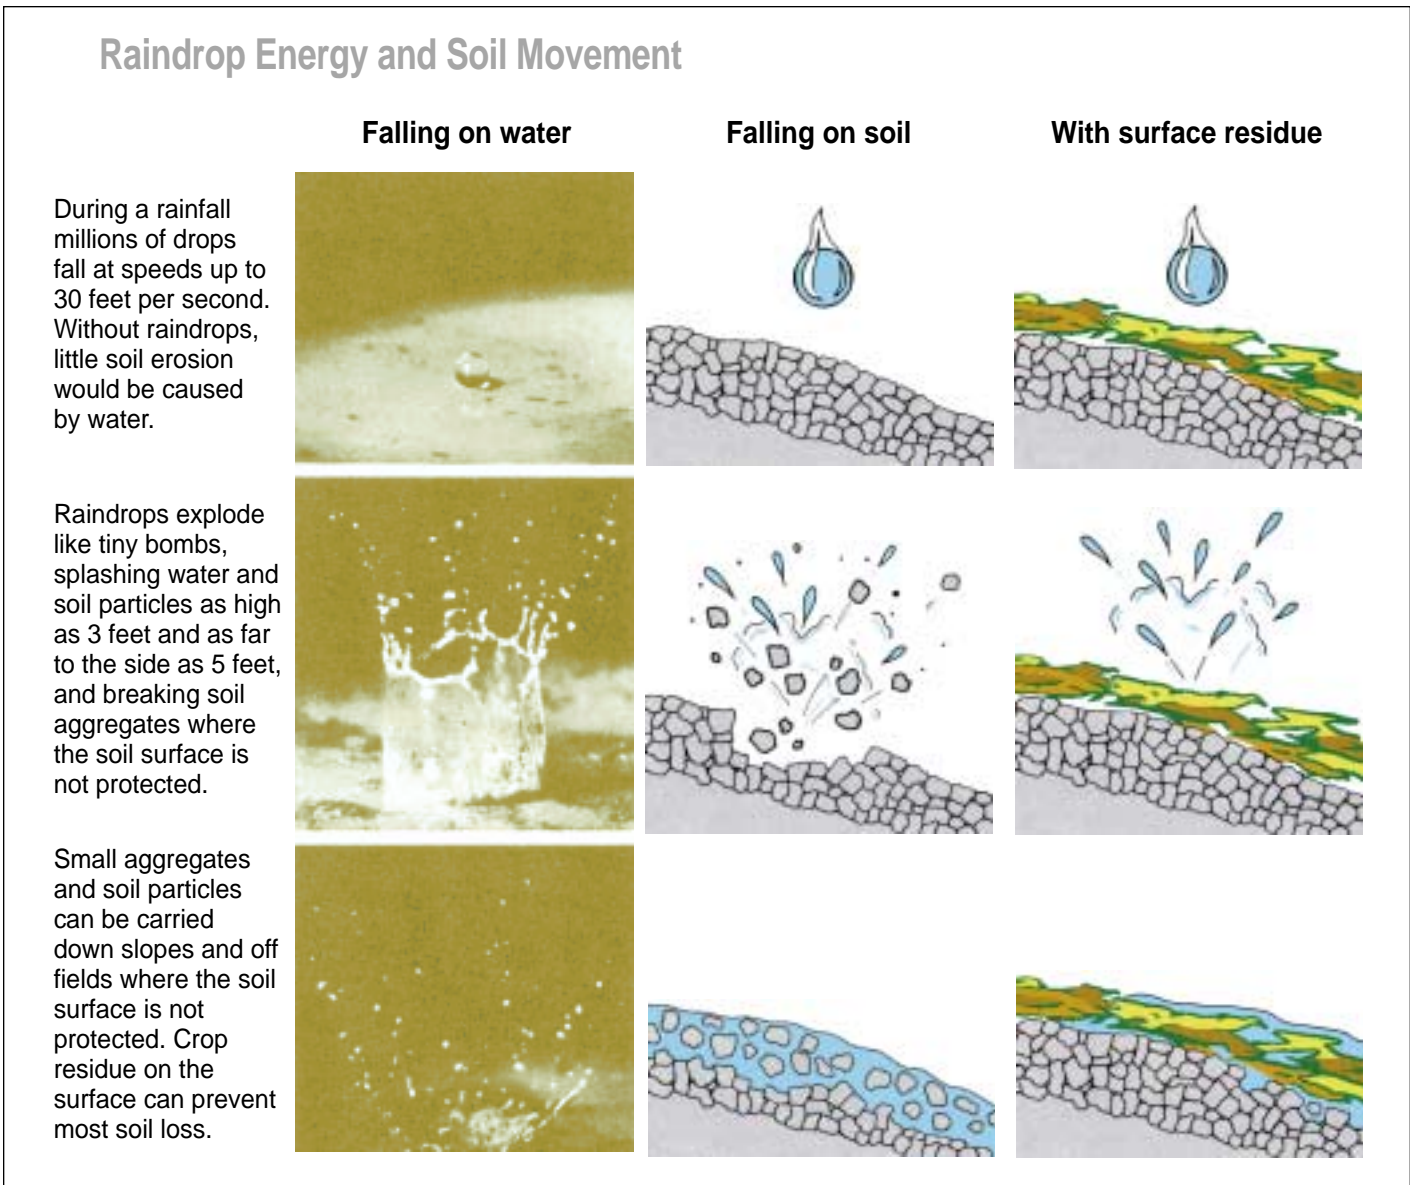 Raindrop Energy and Soil Movement
Falling on water
Falling on soil
With surface residue
During a rainfall
millions of drops
fall at speeds up to
30 feet per second.
Without raindrops,
little soil erosion
would be caused
by water.
Raindrops explode
like tiny bombs,
splashing water and
soil particles as high
as 3 feet and as far
to the side as 5 feet,
and breaking soil
aggregates where
the soil surface is
not protected.
Small aggregates
and soil particles
can be carried
down slopes and off
fields where the soil
surface is not
protected. Crop
residue on the
surface can prevent
most soil loss.